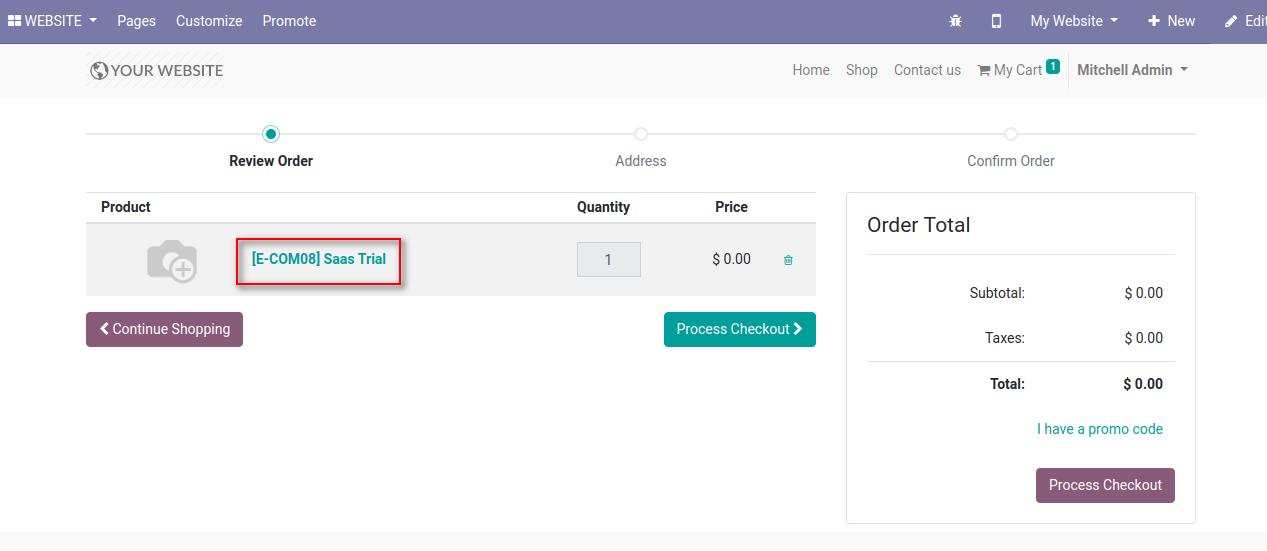 WEBSITE Pages Customize Promote My Website New Edit
YOUR WEBSITE Home Shop Contact us My Cart 1 Mitchell Admin
Review Order Address Confirm Order
Product Quantity Price
[E-COM08] Saas Trial 1 $ 0.00
Continue Shopping Process Checkout
Order Total
Subtotal: $ 0.00
Taxes: $ 0.00
Total: $ 0.00
I have a promo code
Process Checkout